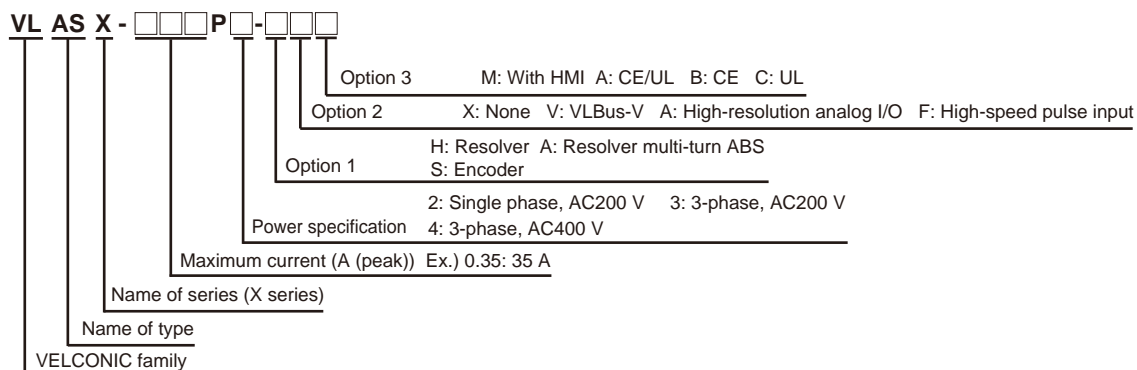 VL AS X - □□□ P □ - □□□
Option 3 M: With HMI A: CE/UL B: CE C: UL
Option 2 X: None V: VLBus-V A: High-resolution analog I/O F: High-speed pulse input
H: Resolver A: Resolver multi-turn ABS
Option 1
S: Encoder
2: Single phase, AC200 V 3: 3-phase, AC200 V
Power specification 4: 3-phase, AC400 V
Maximum current (A (peak)) Ex.) 0.35: 35 A
Name of series (X series)
Name of type
VELCONIC family